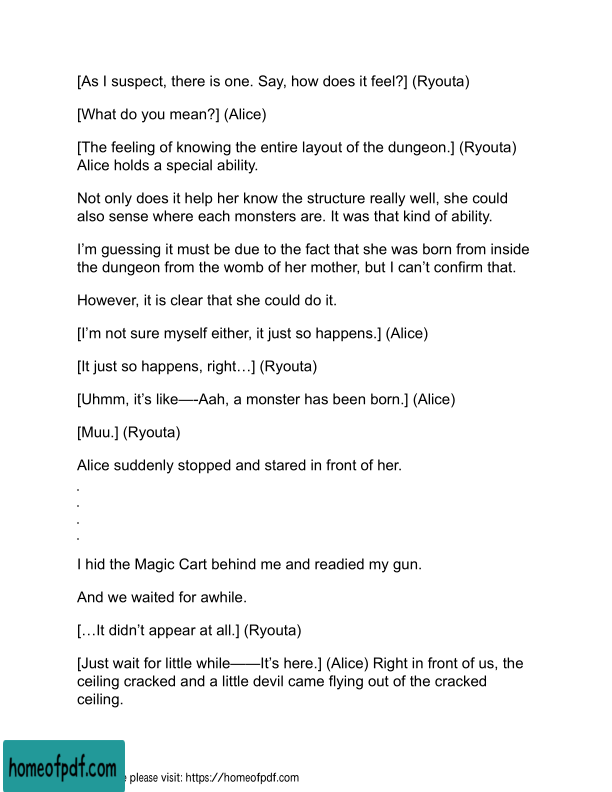 [As I suspect, there is one. Say, how does it feel?] (Ryouta)
[What do you mean?] (Alice)
[The feeling of knowing the entire layout of the dungeon.] (Ryouta)
Alice holds a special ability.
Not only does it help her know the structure really well, she could
also sense where each monsters are. It was that kind of ability.
I’m guessing it must be due to the fact that she was born from inside
the dungeon from the womb of her mother, but I can’t confirm that.
However, it is clear that she could do it.
[I’m not sure myself either, it just so happens.] (Alice)
[It just so happens, right…] (Ryouta)
[Uhmm, it’s like—-Aah, a monster has been born.] (Alice)
[Muu.] (Ryouta)
Alice suddenly stopped and stared in front of her.
.
.
.
.
I hid the Magic Cart behind me and readied my gun.
And we waited for awhile.
[…It didn’t appear at all.] (Ryouta)
[Just wait for little while——It’s here.] (Alice) Right in front of us, the
ceiling cracked and a little devil came flying out of the cracked
ceiling.
homeofpdf.com
please visit: https://homeofpdf.com